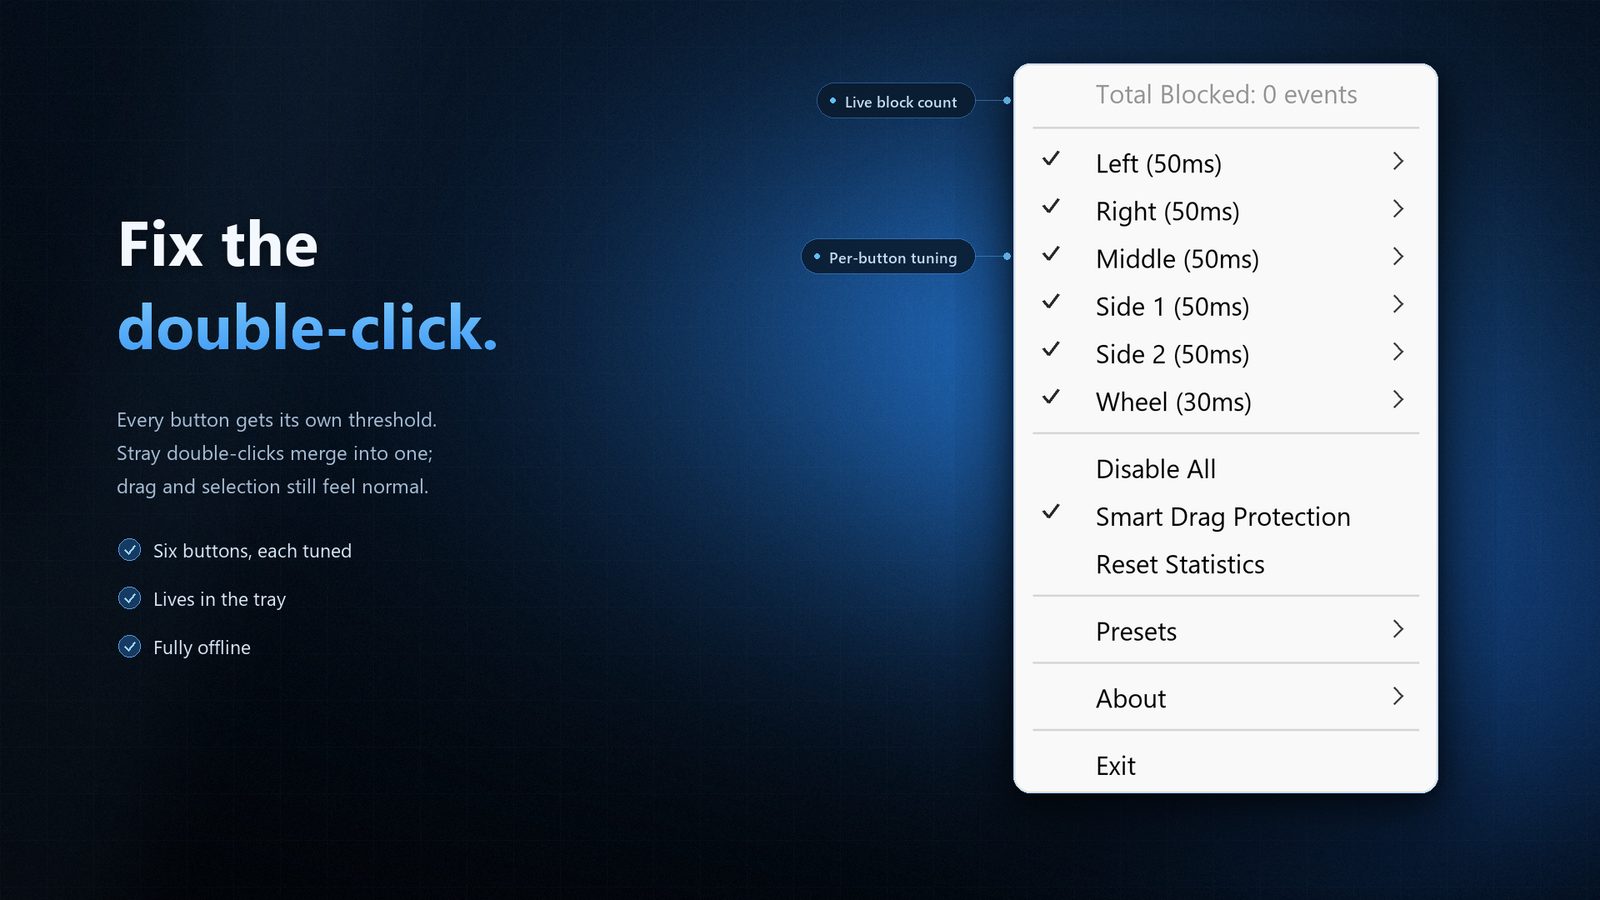 Fix the
double-click.
Every button gets its own threshold.
Stray double-clicks merge into one;
drag and selection still feel normal.
Six buttons, each tuned
Lives in the tray
Fully offline
Live block count
Per-button tuning
Total Blocked: 0 events
Left (50ms)
Right (50ms)
Middle (50ms)
Side 1 (50ms)
Side 2 (50ms)
Wheel (30ms)
Disable All
Smart Drag Protection
Reset Statistics
Presets
About
Exit